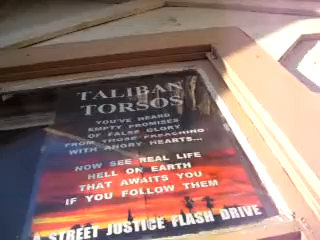 TALIBAN
TORSOS
YOU'VE HEARD
EMPTY PROMISES
OF FALSE GLORY
FROM THOSE PREACHING
WITH ANGRY HEARTS...
NOW SEE REAL LIFE
HELL ON EARTH
THAT AWAITS YOU
IF YOU FOLLOW THEM
A STREET JUSTICE FLASH DRIVE